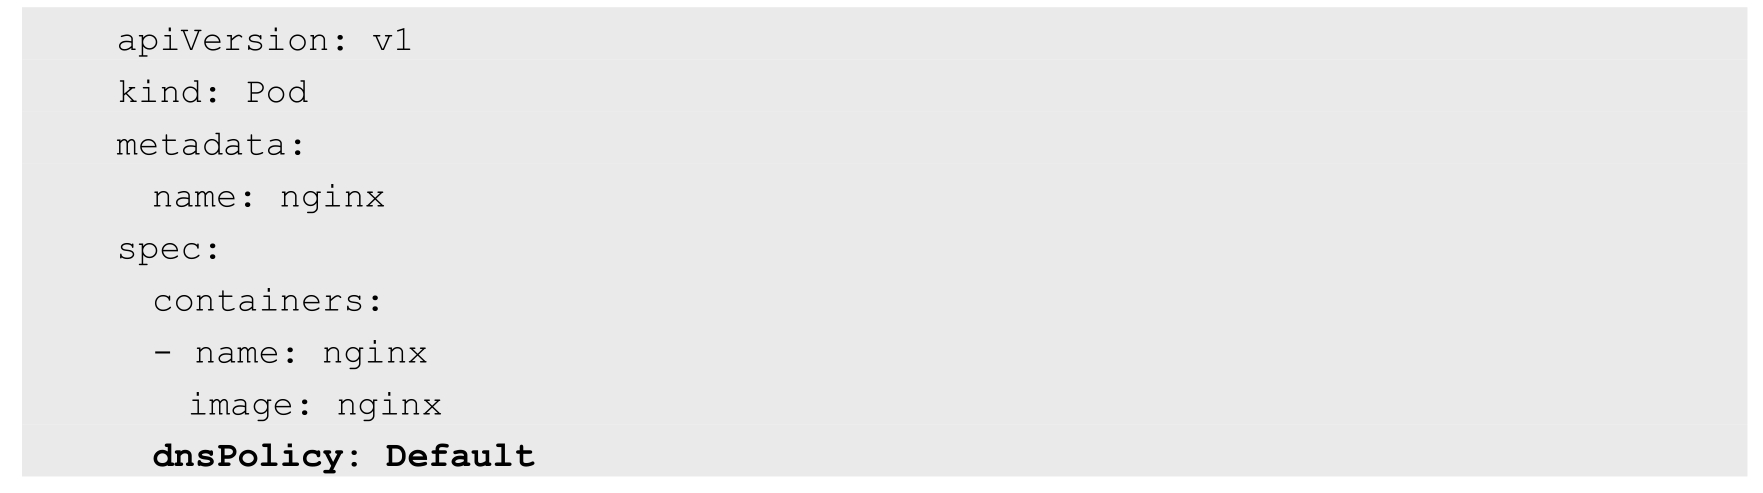 apiVersion: v1
kind: Pod
metadata:
  name: nginx
spec:
  containers:
  - name: nginx
    image: nginx
  dnsPolicy: Default